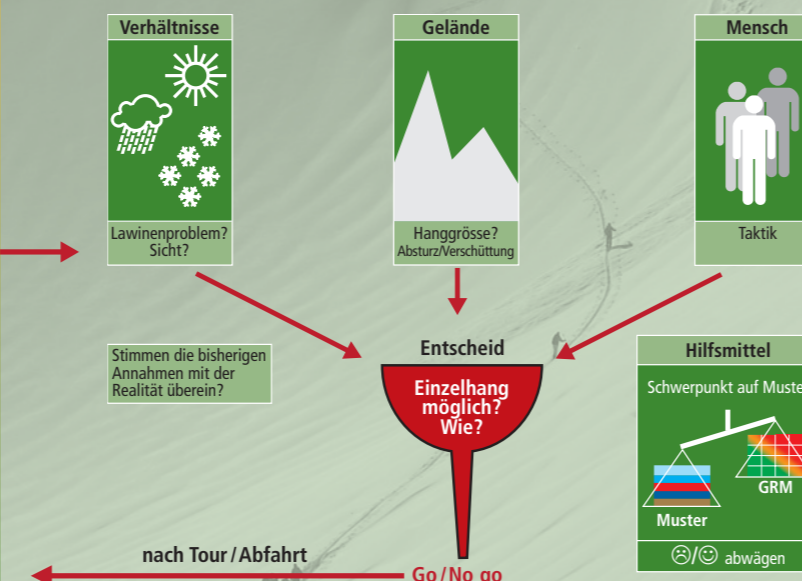 Verhältnisse
Lawinenproblem?
Sicht?
Gelände
Hanggrösse?
Absturz/Verschüttung
Mensch
Taktik
Stimmen die bisherigen
Annahmen mit der
Realität überein?
Entscheid
Einzelhang
möglich?
Wie?
Hilfsmittel
Schwerpunkt auf Muste
GRM
Muster
☹/☺ abwägen
nach Tour/Abfahrt
Go/No go